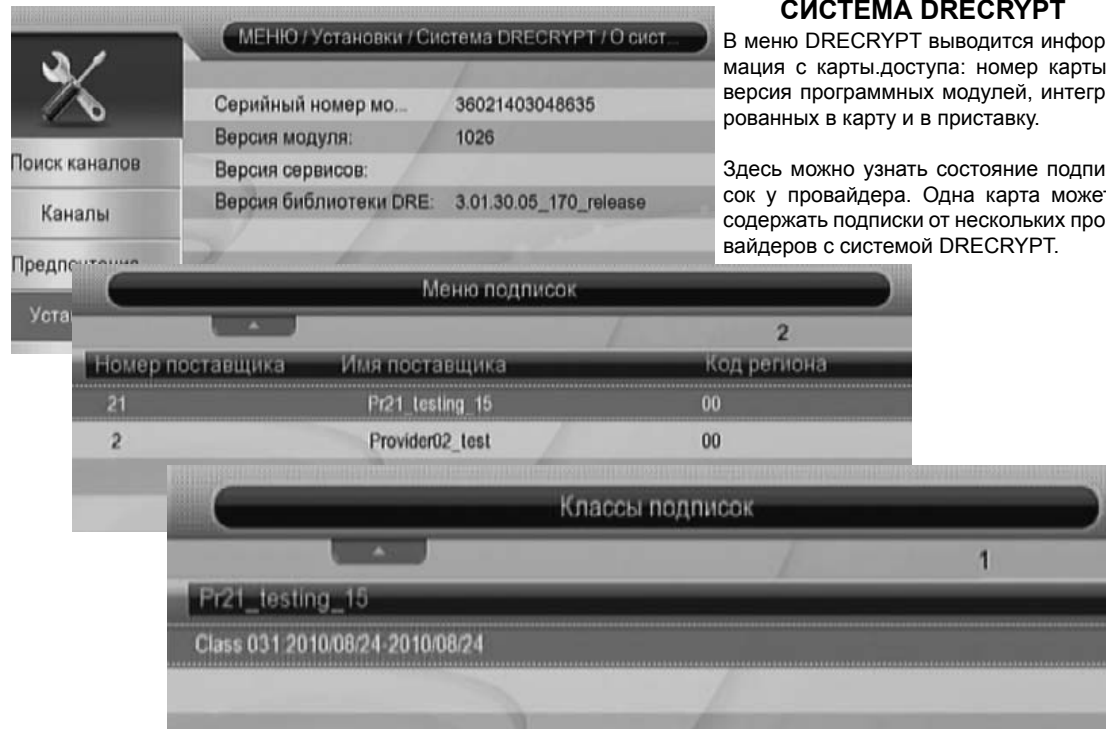 СИСТЕМА DRECRYPT
В меню DRECRYPT выводится инфор
мация с карты.доступа: номер карты
версия программных модулей, интегр
рованных в карту и в приставку.
Здесь можно узнать состояние подпи
сок у провайдера. Одна карта може
содержать подписки от нескольких про
вайдеров с системой DRECRYPT.
МЕНЮ / Установки / Система DRECRYPT / О сист...
Серийный номер мо... 36021403048635
Версия модуля: 1026
Версия сервисов:
Версия библиотеки DRE: 3.01.30.05_170_release
Поиск каналов
Каналы
Предпочтения
Уста
Меню подписок
2
Номер поставщика Имя поставщика Код региона
21 Pr21_testing_15 00
2 Provider02_test 00
Классы подписок
1
Pr21_testing_15
Class 031 2010/08/24-2010/08/24